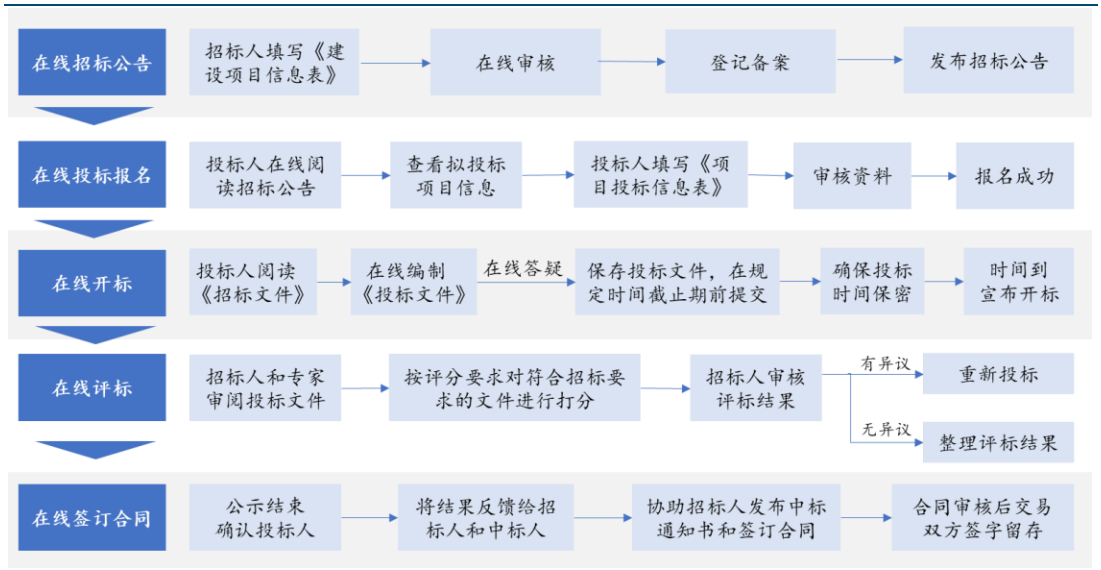 在线招标公告
招标人填写《建
设项目信息表》
在线审核
登记备案
发布招标公告
在线投标报名
投标人在线阅
读招标公告
查看拟投标
项目信息
投标人填写《项
目投标信息表》
审核资料
报名成功
在线开标
投标人阅读
《招标文件》
在线编制
《投标文件》
在线答疑
保存投标文件，在规
定时间截止期前提交
确保投标
时间保密
时间到
宣布开标
在线评标
招标人和专家
审阅投标文件
按评分要求对符合招标要
求的文件进行打分
招标人审核
评标结果
有异议
重新投标
无异议
整理评标结果
在线签订合同
公示结束
确认投标人
将结果反馈给招
标人和中标人
协助招标人发布中标
通知书和签订合同
合同审核后交易
双方签字留存